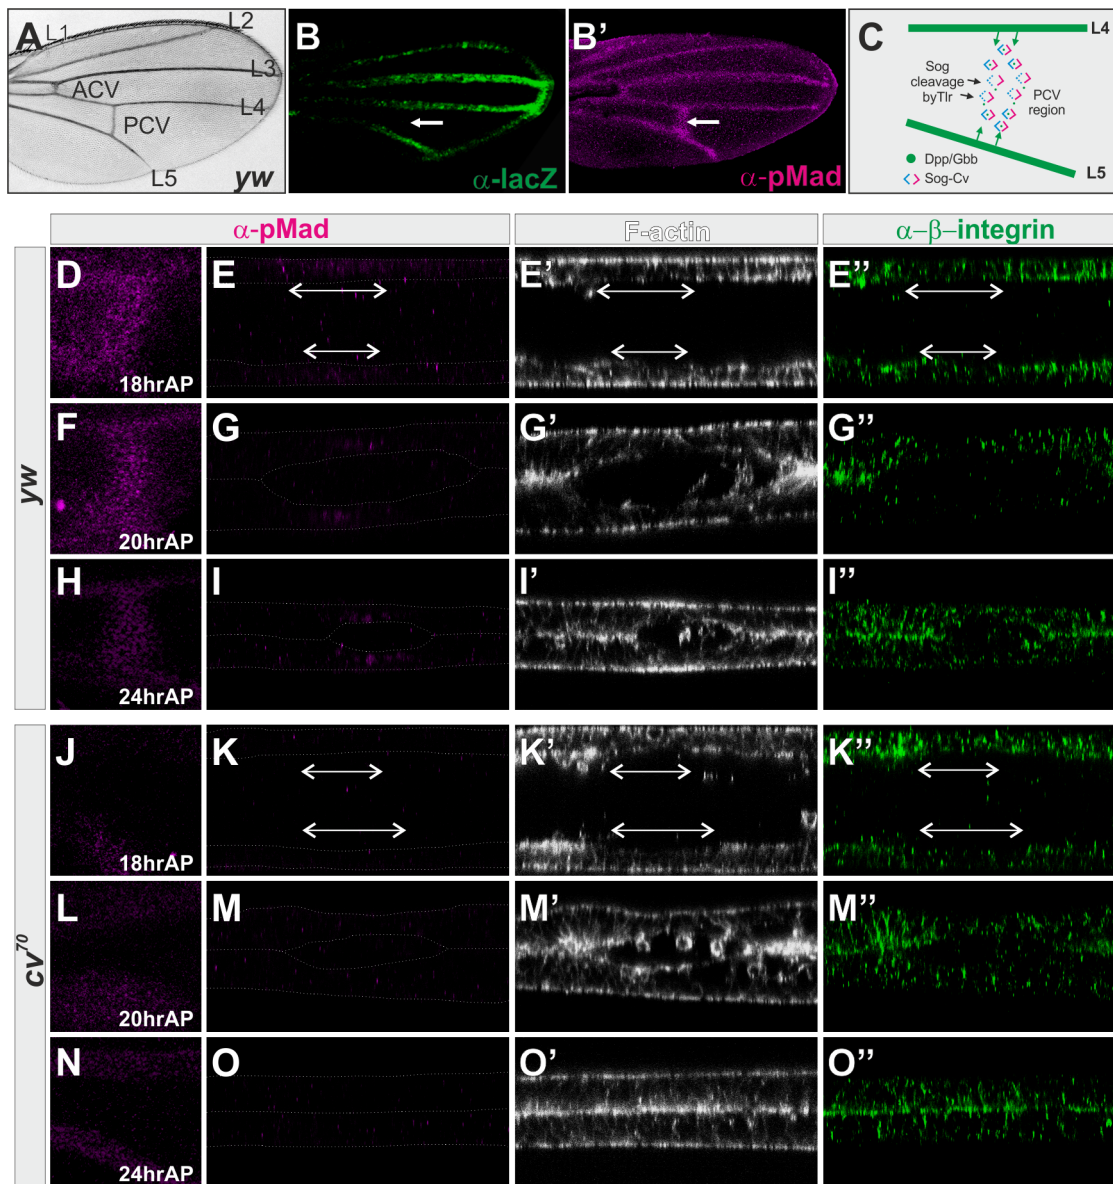 A
L1
L2
L3
ACV
L4
PCV
L5
yw
B
α-lacZ
B’
α-pMad
C
L4
Sog
cleavage
byTlr
PCV
region
Dpp/Gbb
Sog-Cv
L5
α-pMad
F-actin
α–β–integrin
yw
D
18hrAP
E
E’
E’’
F
20hrAP
G
G’
G’’
H
24hrAP
I
I’
I’’
cv⁷⁰
J
18hrAP
K
K’
K’’
L
20hrAP
M
M’
M’’
N
24hrAP
O
O’
O’’